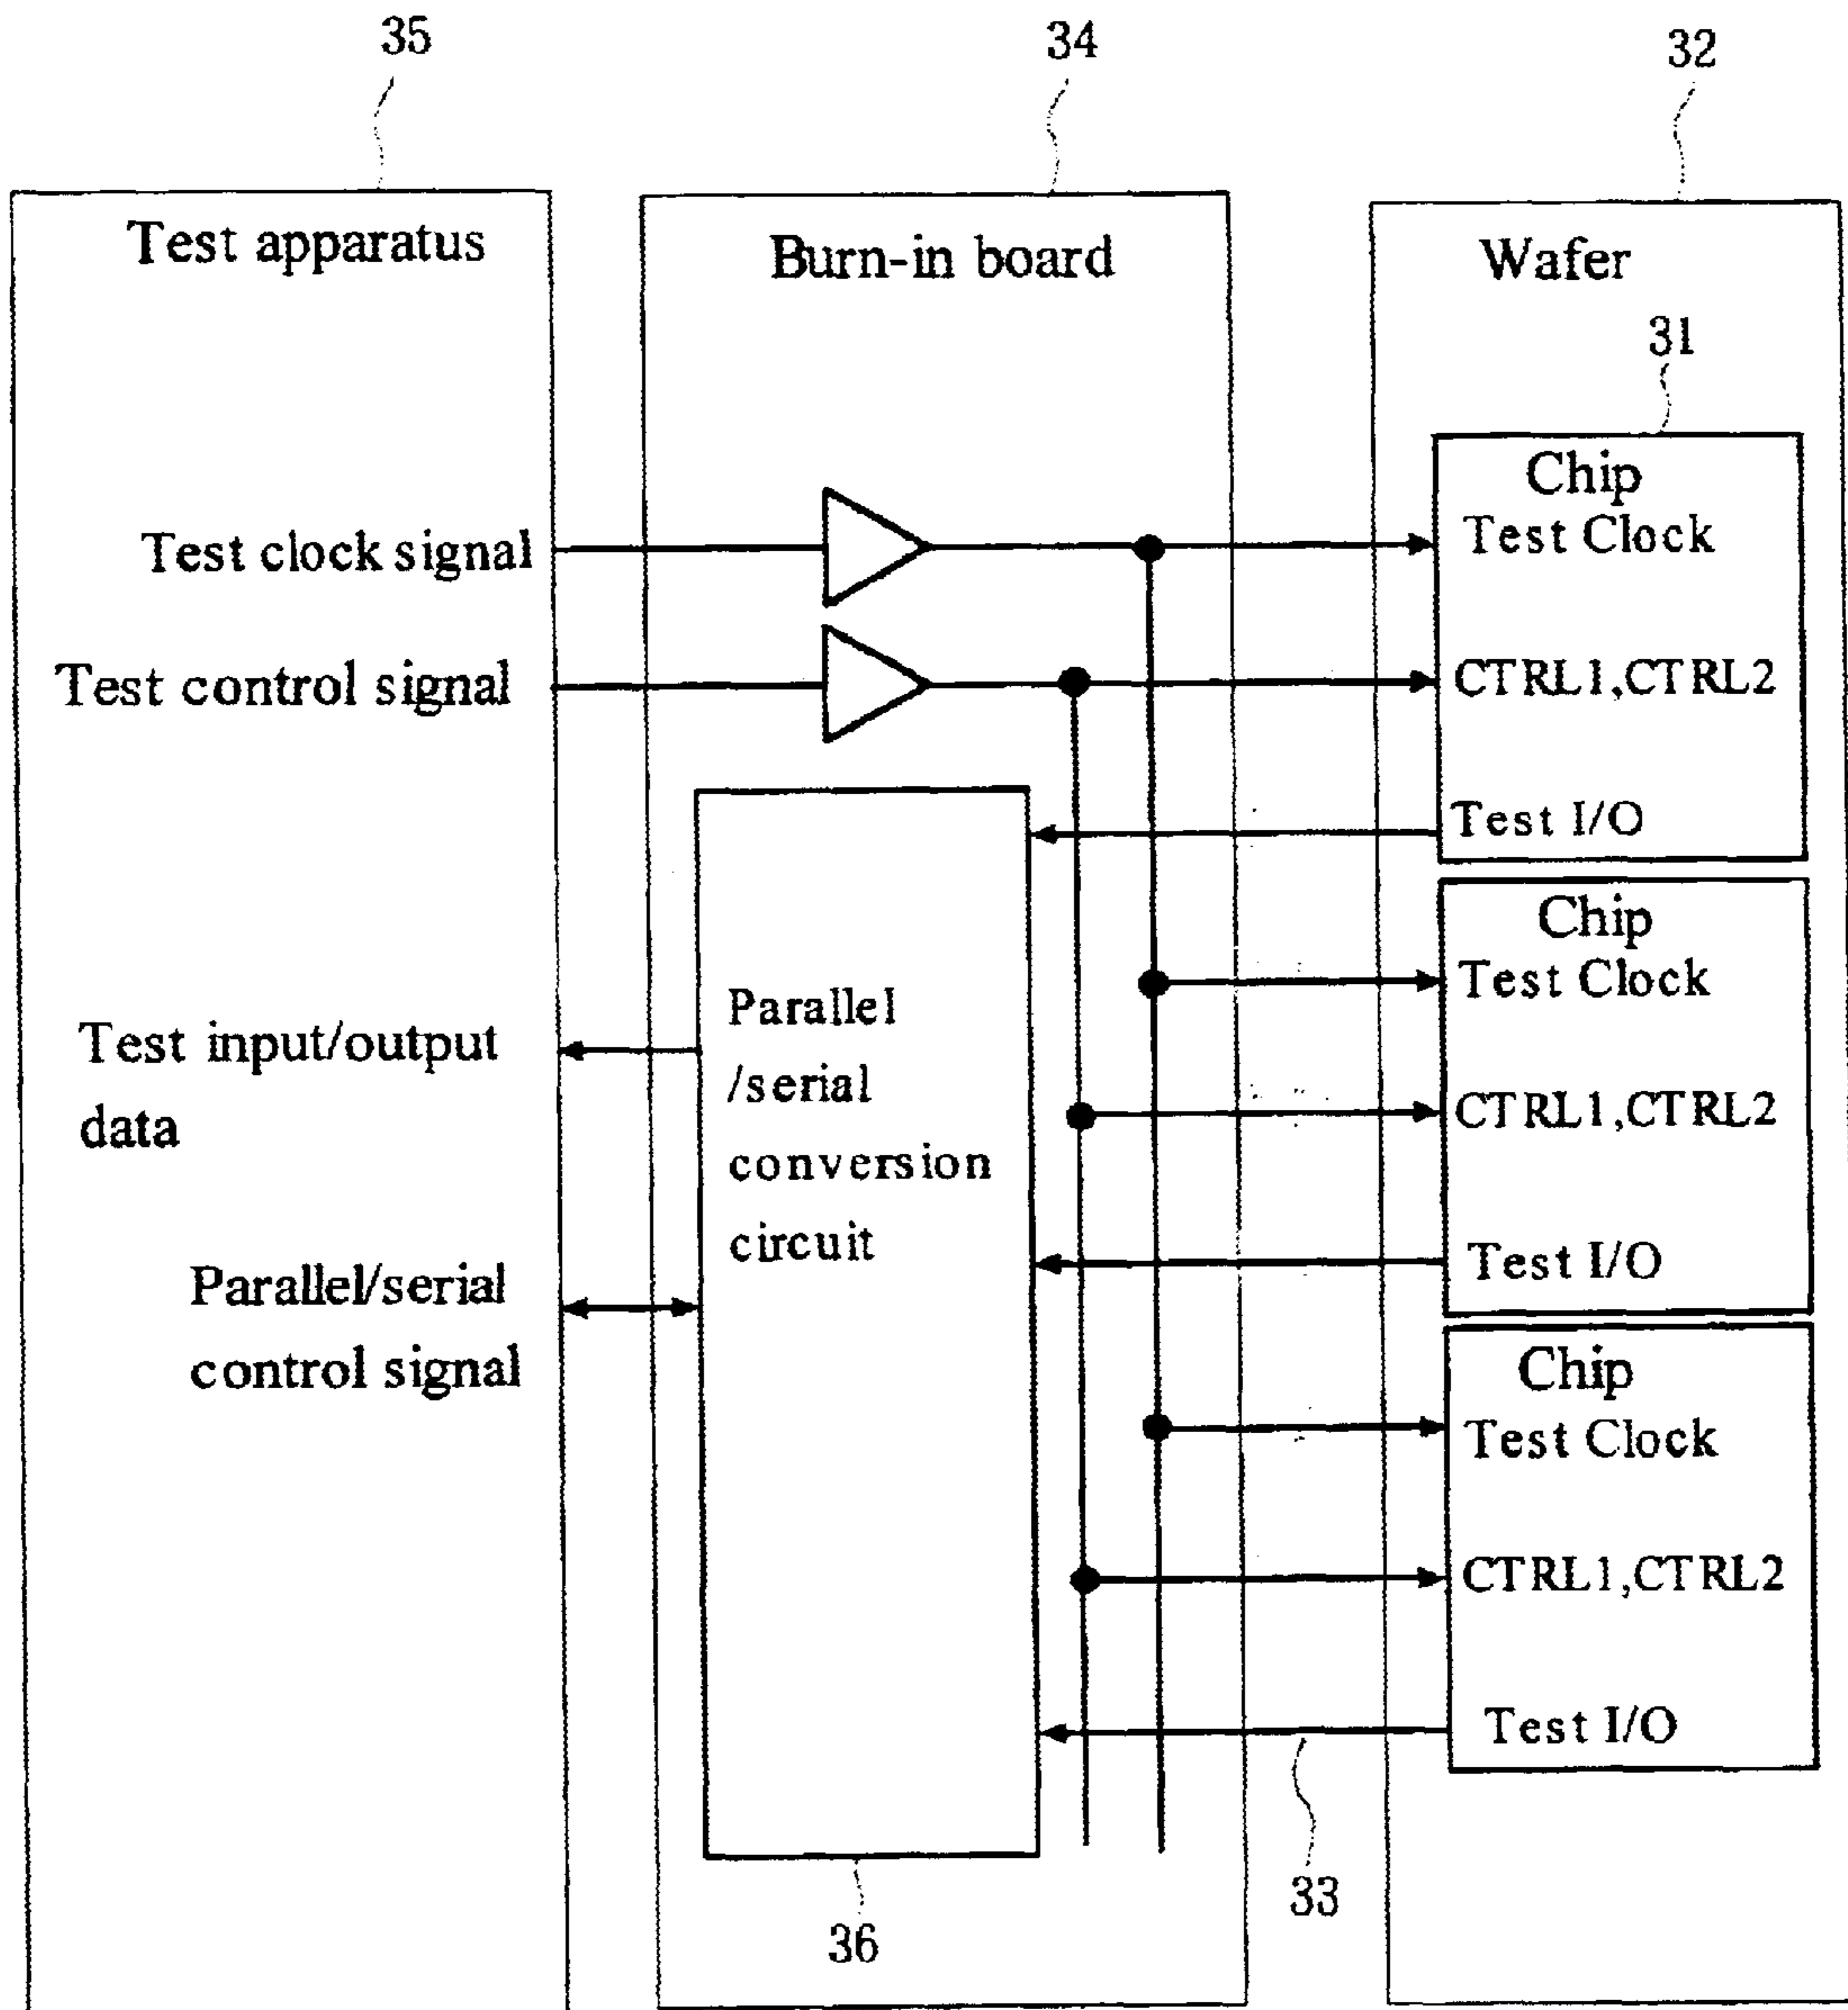 35
34
32
Test apparatus
Burn-in board
Wafer
31
Chip
Test Clock
Test clock signal
CTRL1,CTRL2
Test control signal
Test I/O
Chip
Test Clock
Parallel
/serial
conversion
circuit
Test input/output
data
CTRL1,CTRL2
Test I/O
Parallel/serial
control signal
Chip
Test Clock
CTRL1,CTRL2
Test I/O
33
36